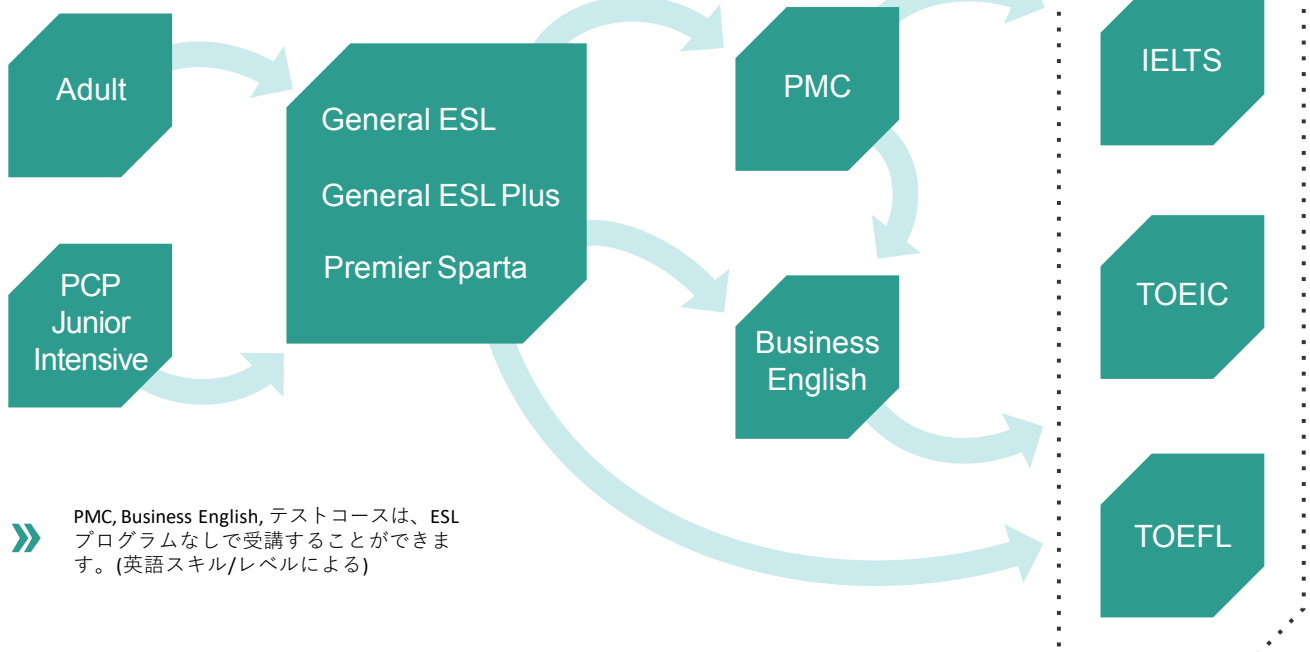 Adult
PCP
Junior
Intensive
General ESL
General ESL Plus
Premier Sparta
PMC
Business
English
IELTS
TOEIC
TOEFL
PMC, Business English, テストコースは、ESL
プログラムなしで受講することができま
す。(英語スキル/レベルによる)